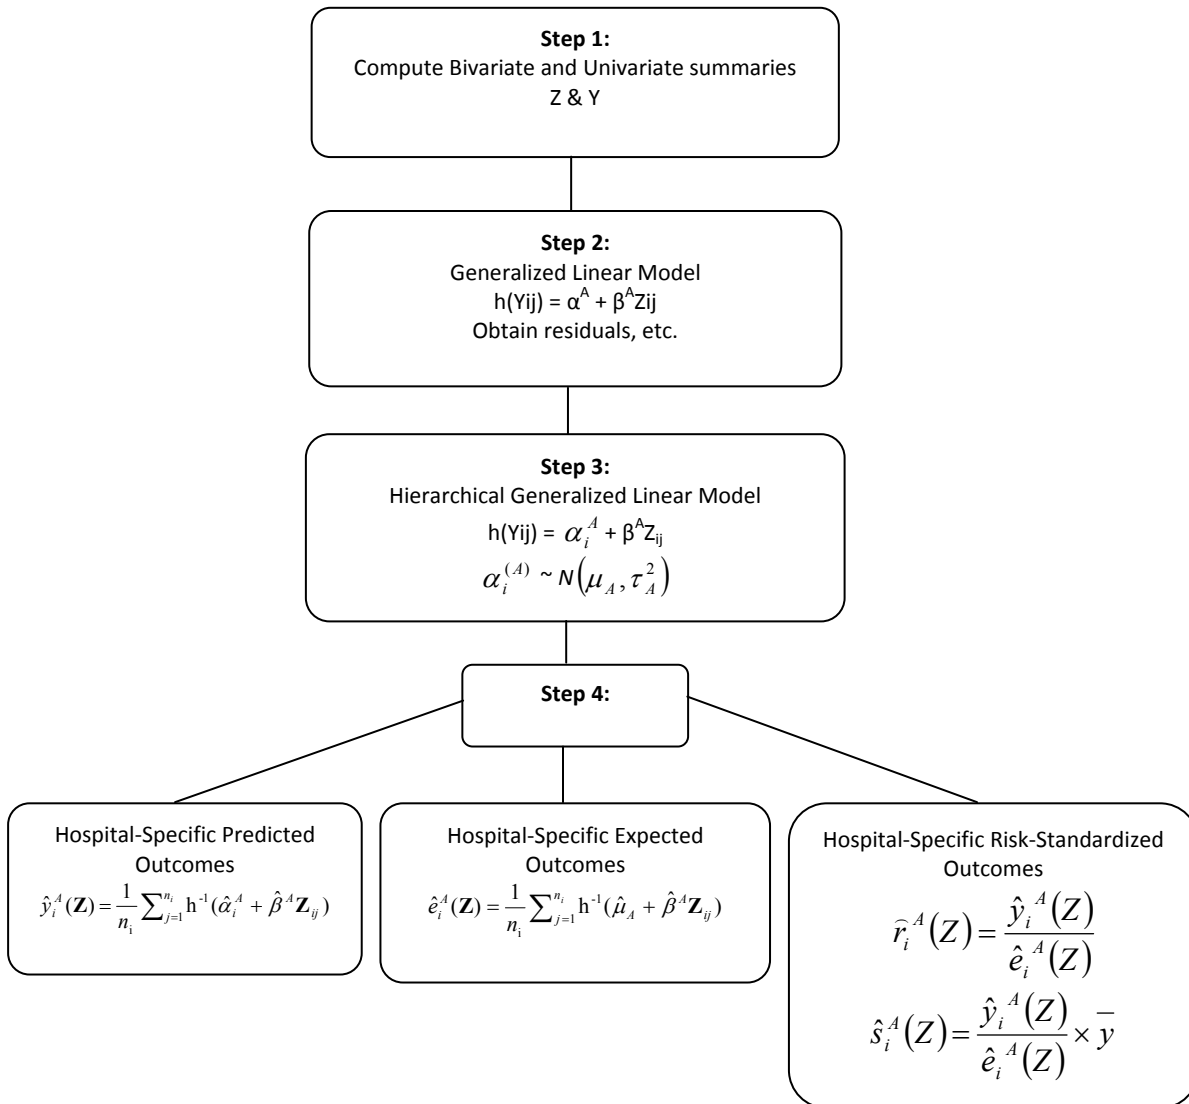 Step 1:
Compute Bivariate and Univariate summaries
Z & Y
Step 2:
Generalized Linear Model
h(Yij) = α^A + β^A Zij
Obtain residuals, etc.
Step 3:
Hierarchical Generalized Linear Model
h(Yij) = α_i^A + β^A Z_ij
α_i^(A) ~ N(μ_A, τ_A^2)
Step 4:
Hospital-Specific Predicted
Outcomes
ŷ_i^A(Z) = 1/n_i ∑_{j=1}^{n_i} h^-1(α̂_i^A + β̂^A Z_ij)
Hospital-Specific Expected
Outcomes
ê_i^A(Z) = 1/n_i ∑_{j=1}^{n_i} h^-1(μ̂_A + β̂^A Z_ij)
Hospital-Specific Risk-Standardized
Outcomes
r̂_i^A(Z) = ŷ_i^A(Z) / ê_i^A(Z)
ŝ_i^A(Z) = ŷ_i^A(Z) / ê_i^A(Z) × ȳ